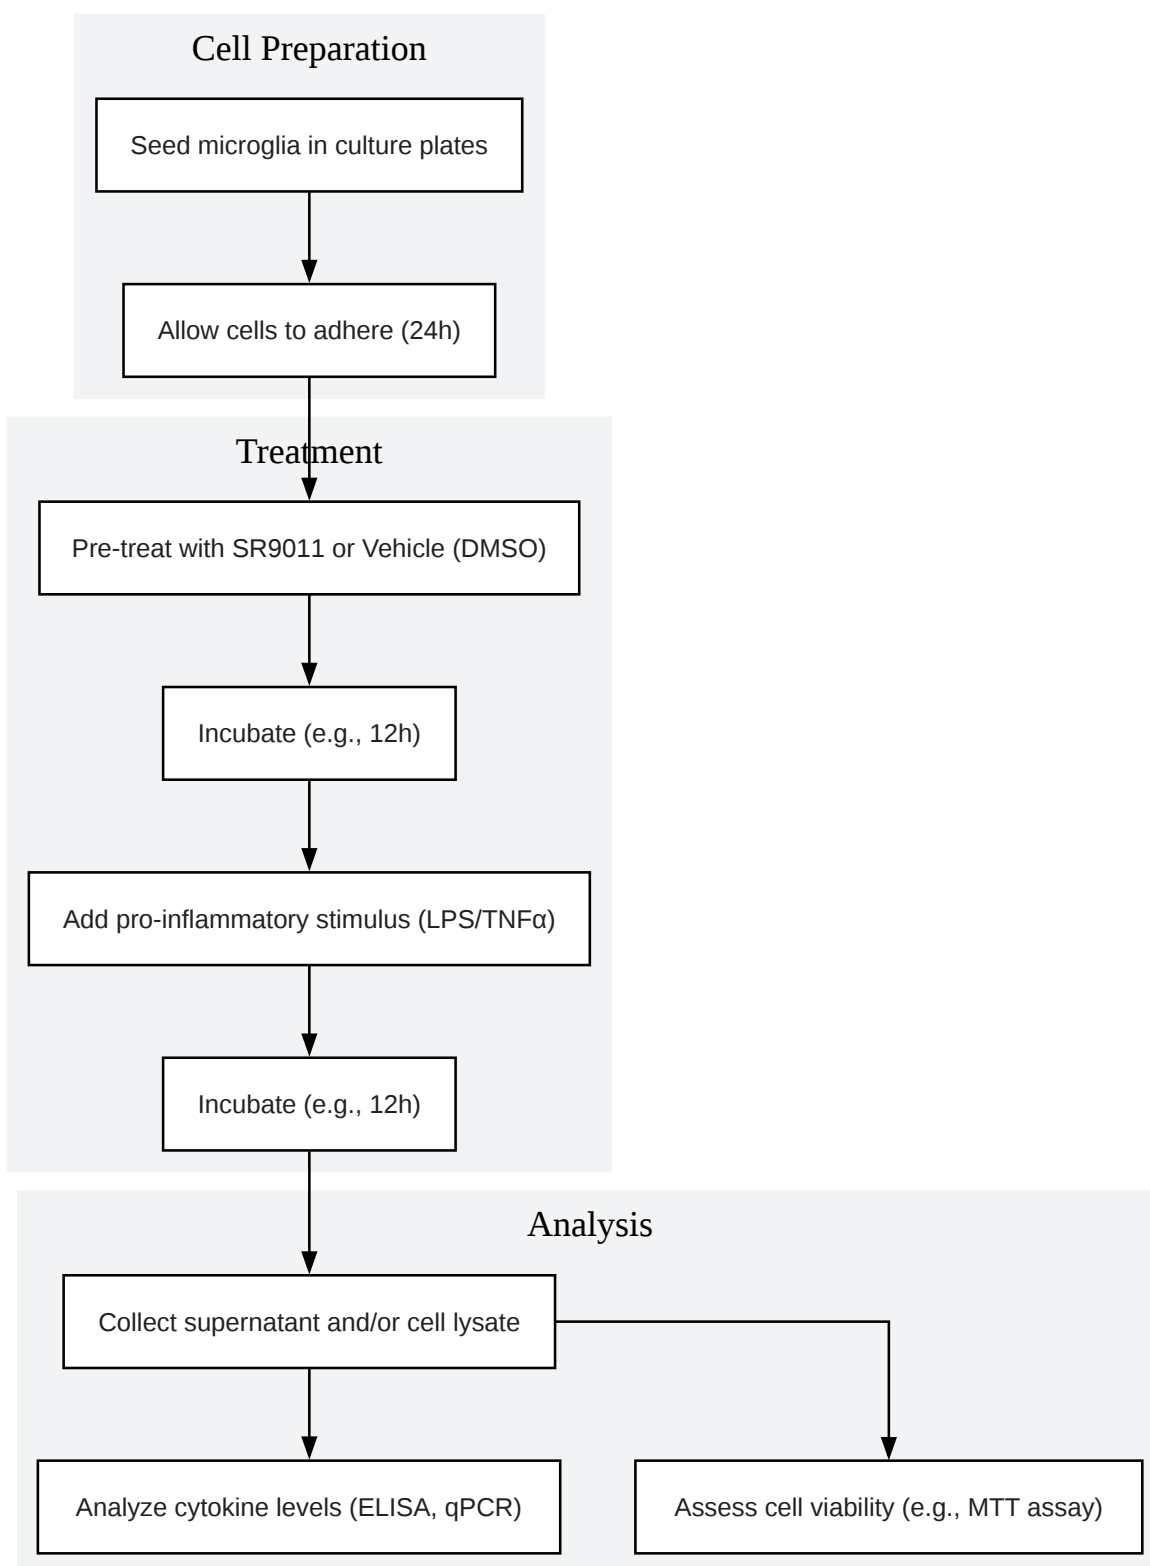 Cell Preparation
Seed microglia in culture plates
Allow cells to adhere (24h)
Treatment
Pre-treat with SR9011 or Vehicle (DMSO)
Incubate (e.g., 12h)
Add pro-inflammatory stimulus (LPS/TNFα)
Incubate (e.g., 12h)
Analysis
Collect supernatant and/or cell lysate
Analyze cytokine levels (ELISA, qPCR)
Assess cell viability (e.g., MTT assay)